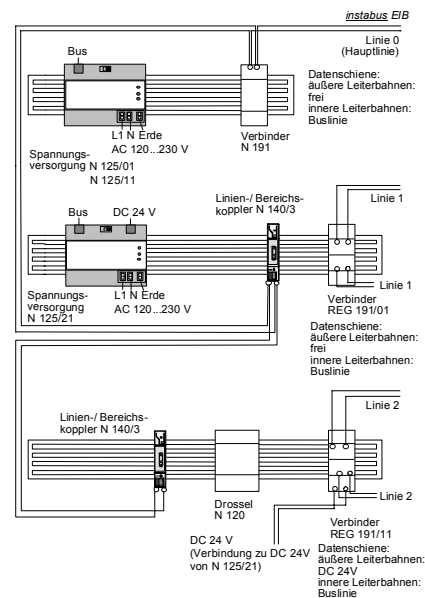 instabus EIB
Linie 0
(Hauptlinie)
Bus
Datenschiene:
äußere Leiterbahnen:
frei
innere Leiterbahnen:
Buslinie
L1 N Erde
AC 120...230 V
Verbinder
N 191
Spannungs-
versorgung N 125/01
N 125/11
Linien-/ Bereichs-
koppler N 140/3
Linie 1
Bus
DC 24 V
Linie 1
Spannungs-
versorgung
N 125/21
L1 N Erde
AC 120...230 V
Verbinder
REG 191/01
Datenschiene:
äußere Leiterbahnen:
frei
innere Leiterbahnen:
Buslinie
Linie 2
Linien-/ Bereichs-
koppler N 140/3
Linie 2
Drossel
N 120
DC 24 V
(Verbindung zu DC 24V
von N 125/21)
Verbinder
REG 191/11
Datenschiene:
äußere Leiterbahnen:
DC 24V
innere Leiterbahnen:
Buslinie